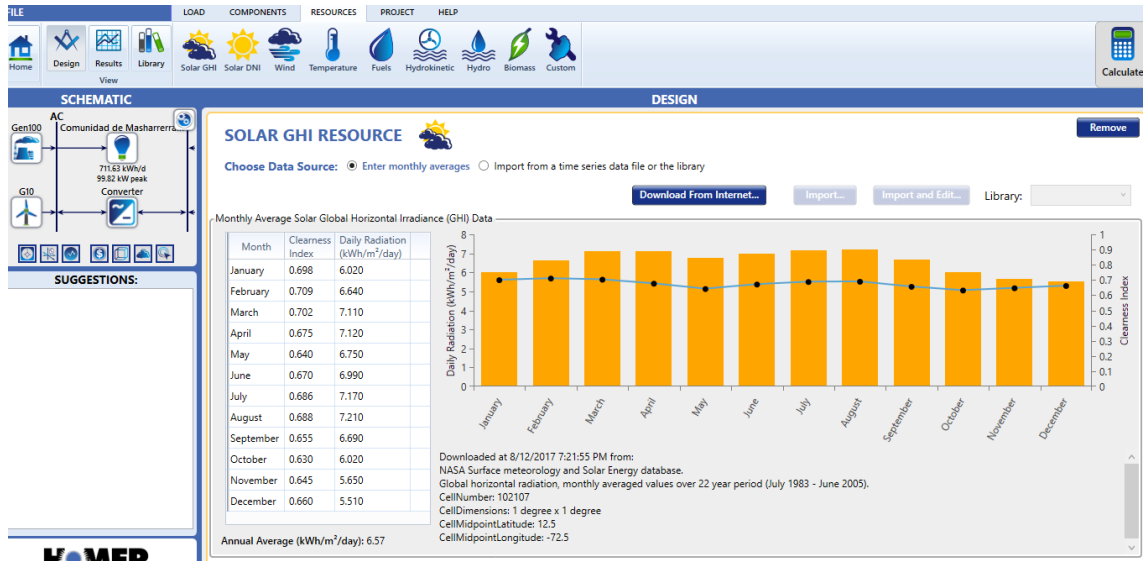 FILE LOAD COMPONENTS RESOURCES PROJECT HELP
Home Design Results Library Solar GHI Solar DNI Wind Temperature Fuels Hydrokinetic Hydro Biomass Custom Calculate
View
SCHEMATIC DESIGN
AC
Gen100 Comunidad de Masharrera
711.63 kWh/d
99.82 kW peak
G10 Converter
SUGGESTIONS:
HOMER
SOLAR GHI RESOURCE Remove
Choose Data Source: Enter monthly averages Import from a time series data file or the library
Download From Internet... Import... Import and Edit... Library:
Monthly Average Solar Global Horizontal Irradiance (GHI) Data
Month Clearness Index Daily Radiation (kWh/m²/day)
January 0.698 6.020
February 0.709 6.640
March 0.702 7.110
April 0.675 7.120
May 0.640 6.750
June 0.670 6.990
July 0.686 7.170
August 0.688 7.210
September 0.655 6.690
October 0.630 6.020
November 0.645 5.650
December 0.660 5.510
Annual Average (kWh/m²/day): 6.57
Daily Radiation (kWh/m²/day)
8
7
6
5
4
3
2
1
0
1
0.9
0.8
0.7
0.6
0.5
0.4
0.3
0.2
0.1
0
Clearness Index
January February March April May June July August September October November December
Downloaded at 8/12/2017 7:21:55 PM from:
NASA Surface meteorology and Solar Energy database.
Global horizontal radiation, monthly averaged values over 22 year period (July 1983 - June 2005).
CellNumber: 102107
CellDimensions: 1 degree x 1 degree
CellMidpointLatitude: 12.5
CellMidpointLongitude: -72.5